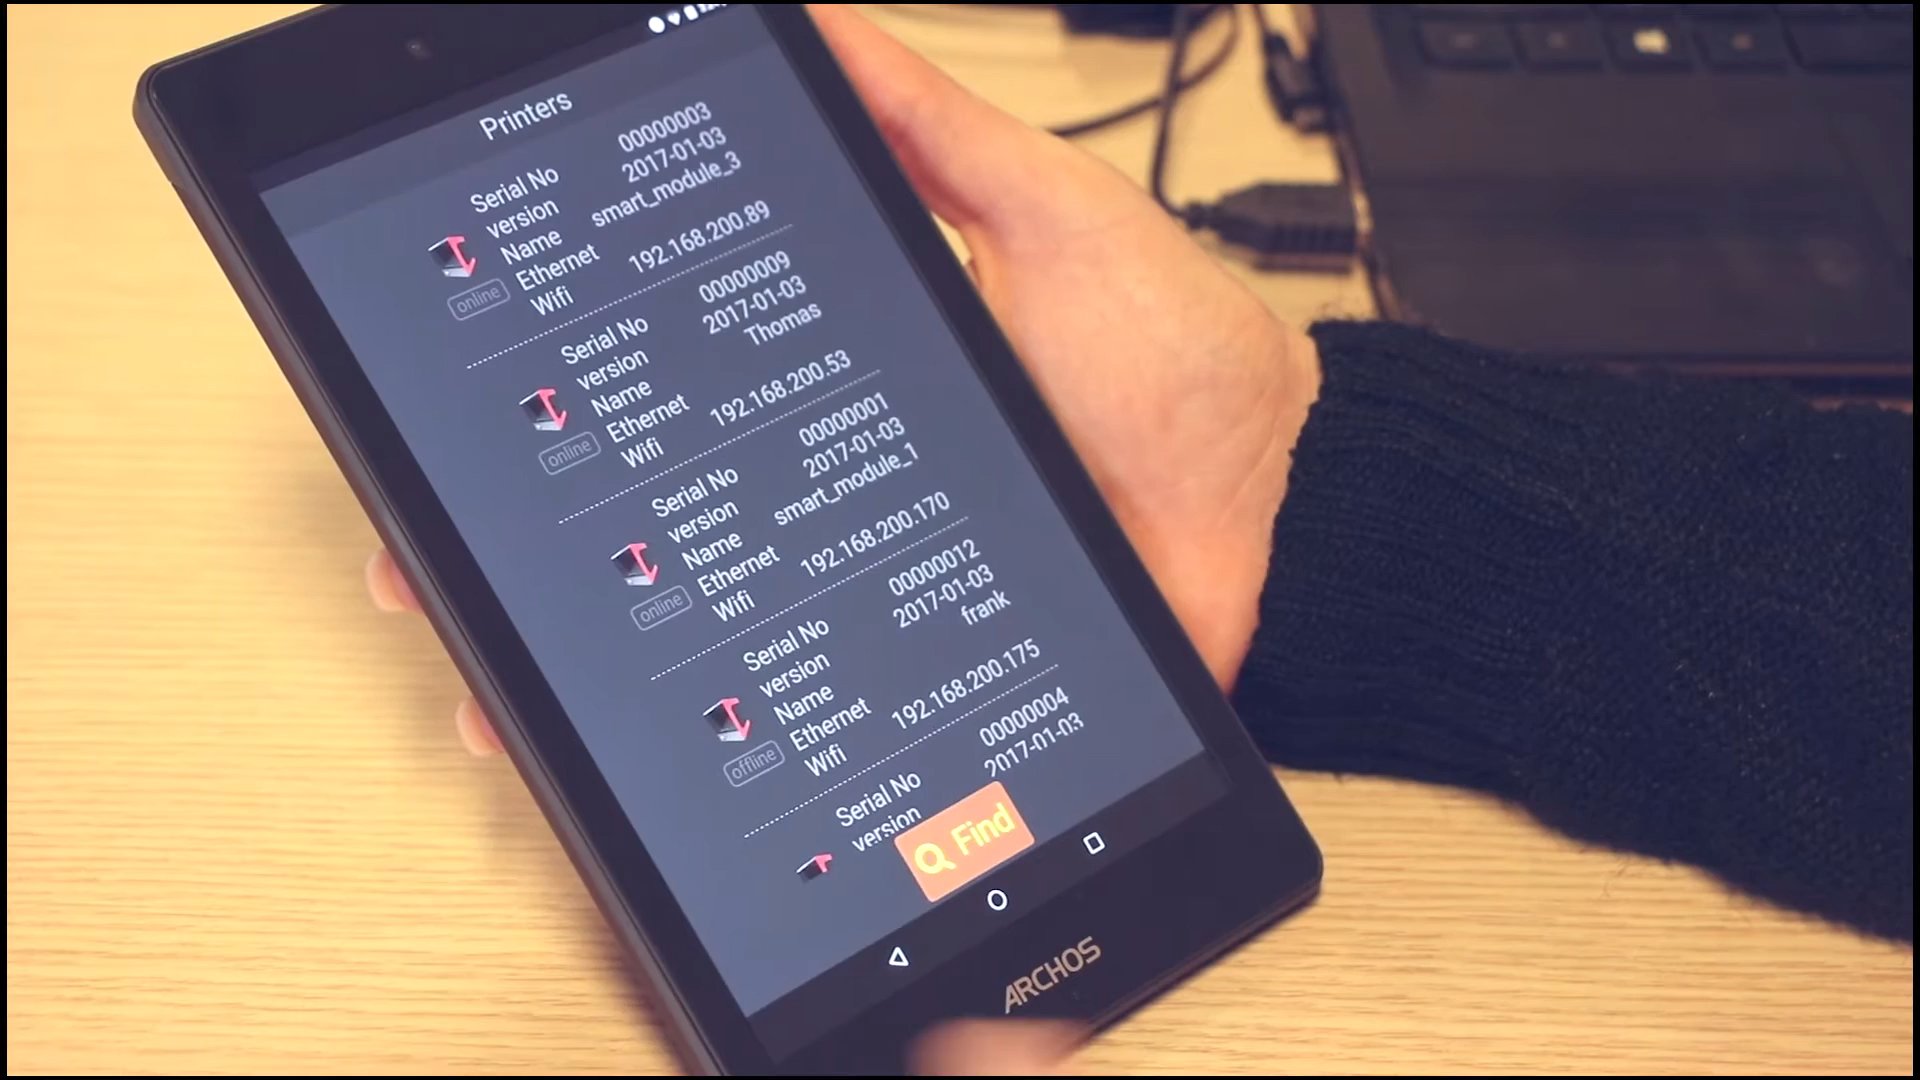 Printers
Serial No 00000003
version 2017-01-03
Name smart_module_3
Ethernet
Wifi 192.168.200.89
online
Serial No 00000009
version 2017-01-03
Name Thomas
Ethernet
Wifi 192.168.200.53
online
Serial No 00000001
version 2017-01-03
Name smart_module_1
Ethernet
Wifi 192.168.200.170
online
Serial No 00000012
version 2017-01-03
Name frank
Ethernet
Wifi 192.168.200.175
offline
Serial No 00000004
version 2017-01-03
Find
ARCHOS